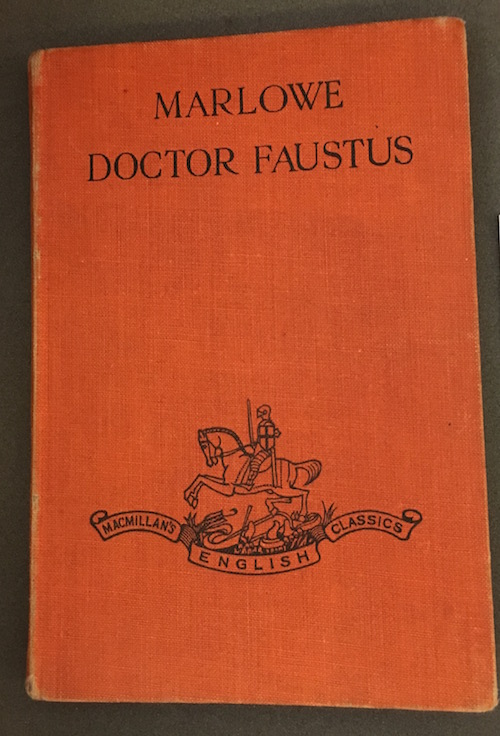 MARLOWE
DOCTOR FAUSTUS
MACMILLAN'S
ENGLISH
CLASSICS